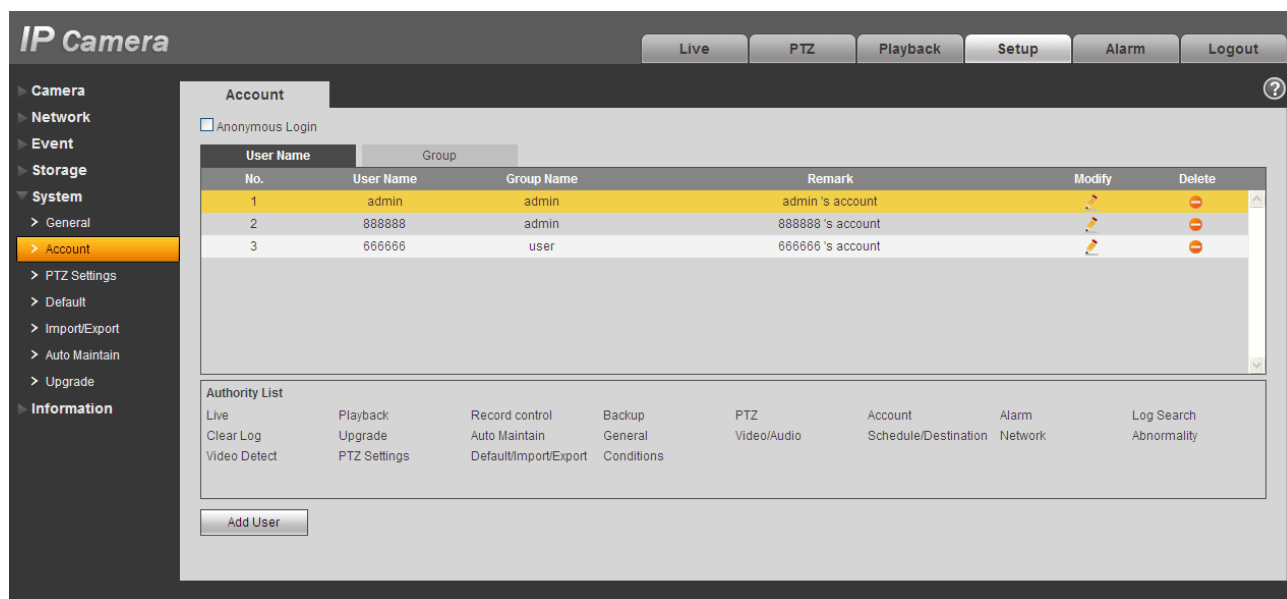 IP Camera
Live PTZ Playback Setup Alarm Logout
Camera
Network
Event
Storage
System
General
Account
PTZ Settings
Default
Import/Export
Auto Maintain
Upgrade
Information
Account
?
Anonymous Login
User Name Group
No. User Name Group Name Remark Modify Delete
1 admin admin admin 's account
2 888888 admin 888888 's account
3 666666 user 666666 's account
Authority List
Live Playback Record control Backup PTZ Account Alarm Log Search
Clear Log Upgrade Auto Maintain General Video/Audio Schedule/Destination Network Abnormality
Video Detect PTZ Settings Default/Import/Export Conditions
Add User